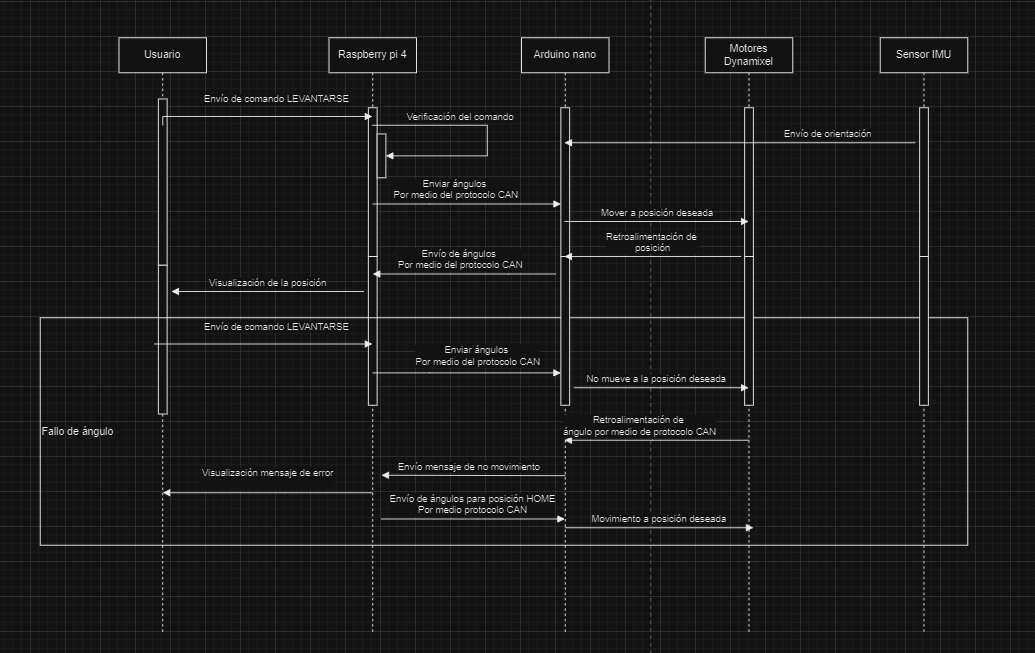 Usuario
Raspberry pi 4
Arduino nano
Motores
Dynamixel
Sensor IMU
Envío de comando LEVANTARSE
Verificación del comando
Envío de orientación
Enviar ángulos
Por medio del protocolo CAN
Mover a posición deseada
Retroalimentación de
posición
Envío de ángulos
Por medio del protocolo CAN
Visualización de la posición
Envío de comando LEVANTARSE
Enviar ángulos
Por medio del protocolo CAN
No mueve a la posición deseada
Retroalimentación de
ángulo por medio de protocolo CAN
Fallo de ángulo
Envío mensaje de no movimiento
Visualización mensaje de error
Envío de ángulos para posición HOME
Por medio protocolo CAN
Movimiento a posición deseada